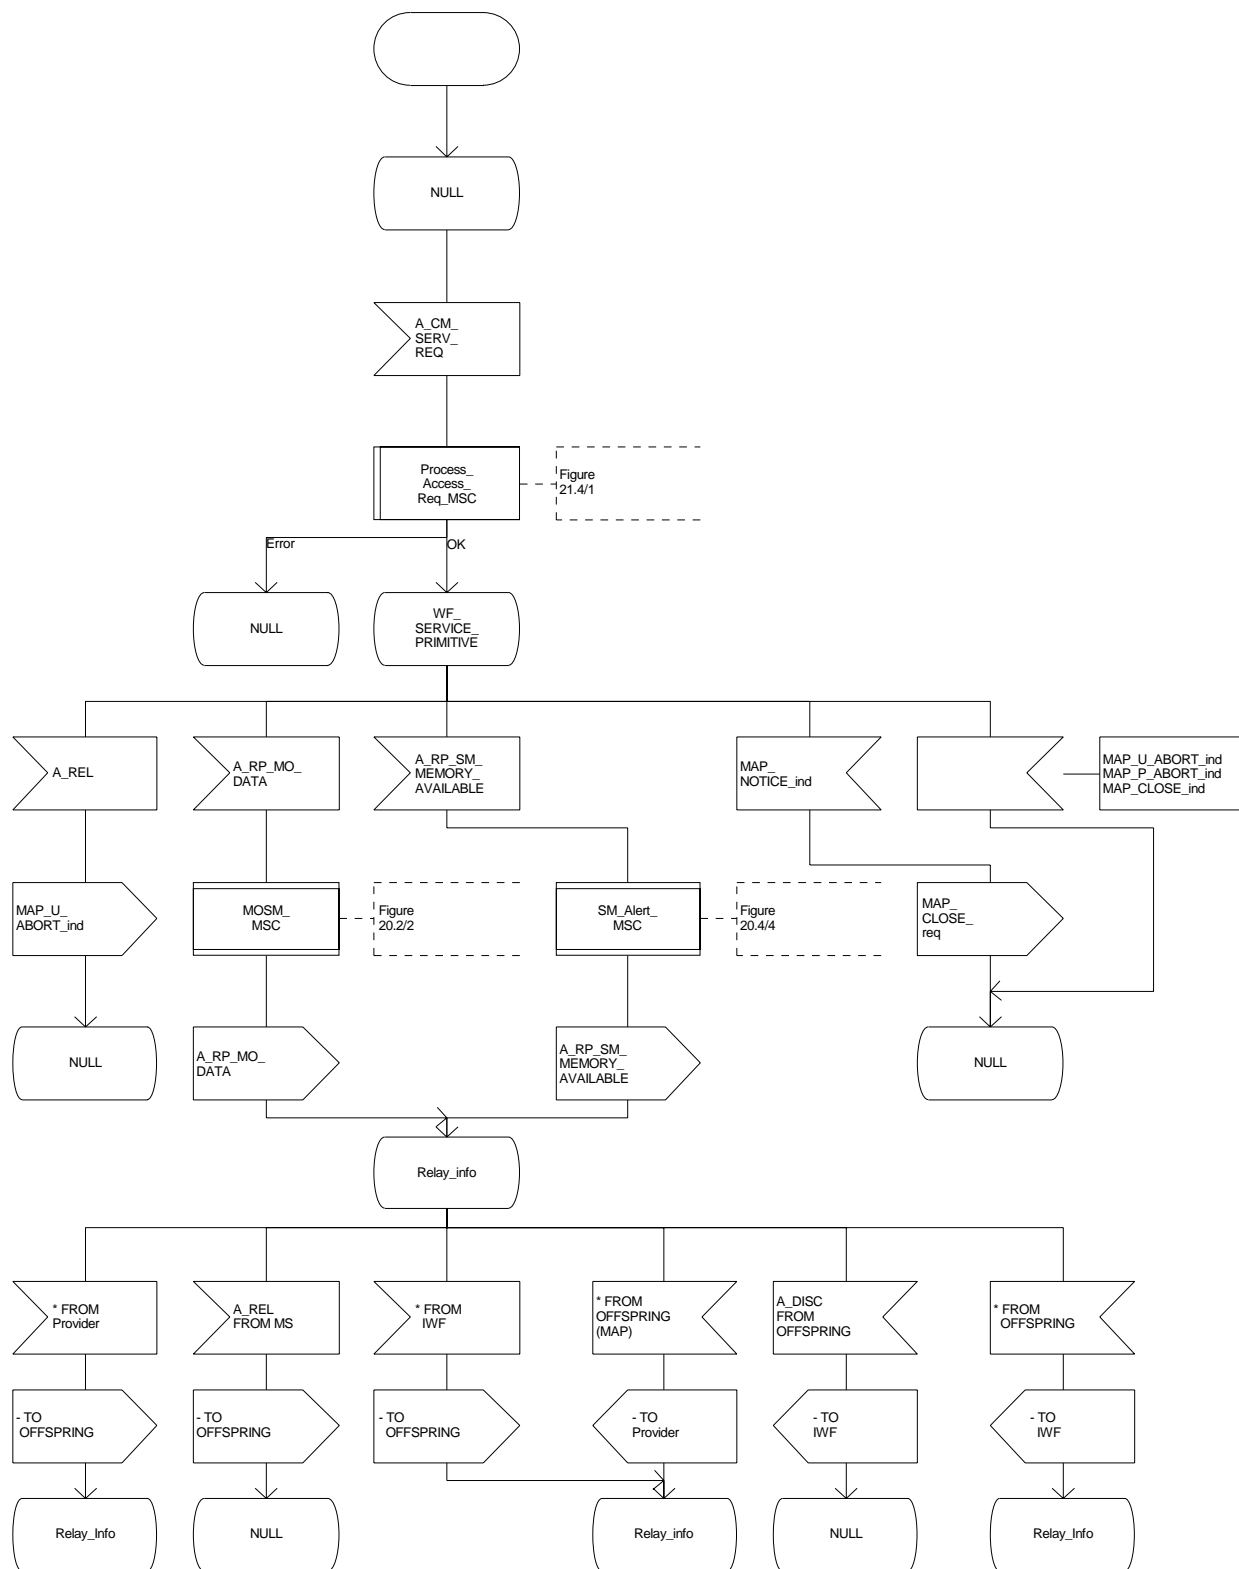 NULL
A_CM_
SERV_
REQ
Process_
Access_
Req_MSC
Figure
21.4/1
Error
OK
NULL
WF_
SERVICE_
PRIMITIVE
A_REL
A_RP_MO_
DATA
A_RP_SM_
MEMORY_
AVAILABLE
MAP_
NOTICE_ind
MAP_U_ABORT_ind
MAP_P_ABORT_ind
MAP_CLOSE_ind
MAP_U_
ABORT_ind
MOSM_
MSC
Figure
20.2/2
SM_Alert_
MSC
Figure
20.4/4
MAP_
CLOSE_
req
NULL
A_RP_MO_
DATA
A_RP_SM_
MEMORY_
AVAILABLE
NULL
Relay_info
* FROM
Provider
A_REL
FROM MS
* FROM
IWF
* FROM
OFFSPRING
(MAP)
A_DISC
FROM
OFFSPRING
* FROM
OFFSPRING
- TO
OFFSPRING
- TO
OFFSPRING
- TO
OFFSPRING
- TO
Provider
- TO
IWF
- TO
IWF
Relay_Info
NULL
Relay_info
NULL
Relay_Info